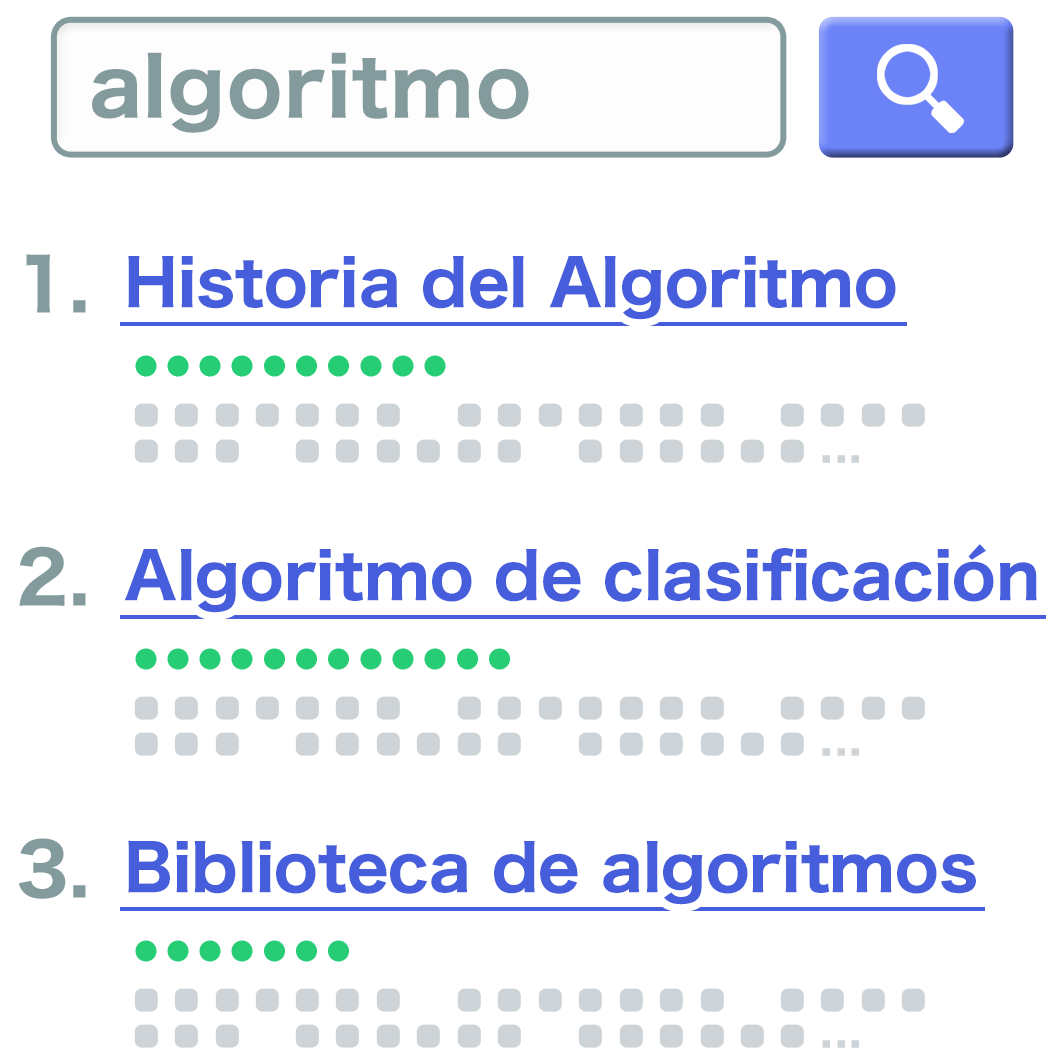 algoritmo
1. Historia del Algoritmo
...
2. Algoritmo de clasificación
...
3. Biblioteca de algoritmos
...